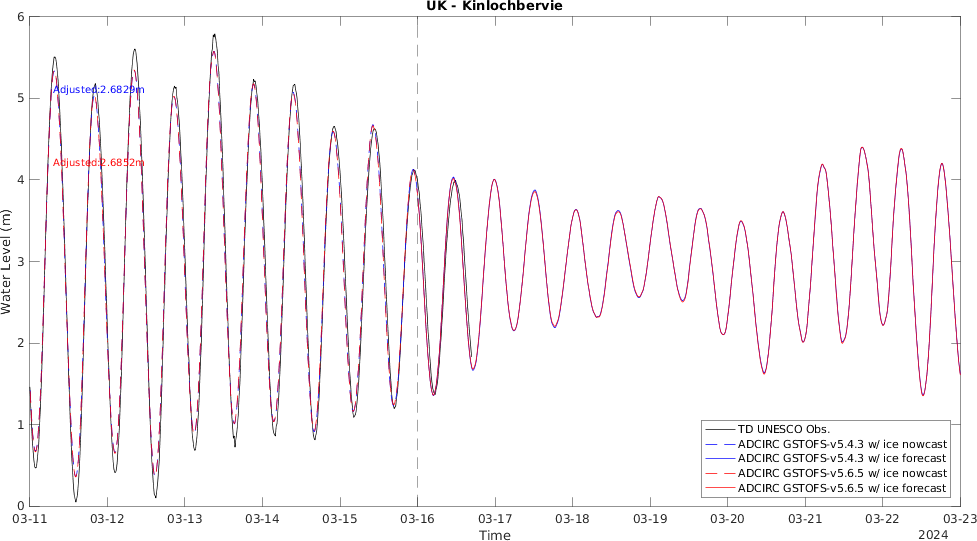 UK - Kinlochbervie
6
5
4
3
2
1
0
Water Level (m)
Adjusted:2.6829m
Adjusted:2.6852m
TD UNESCO Obs.
ADCIRC GSTOFS-v5.4.3 w/ ice nowcast
ADCIRC GSTOFS-v5.4.3 w/ ice forecast
ADCIRC GSTOFS-v5.6.5 w/ ice nowcast
ADCIRC GSTOFS-v5.6.5 w/ ice forecast
03-11 03-12 03-13 03-14 03-15 03-16 03-17 03-18 03-19 03-20 03-21 03-22 03-23
Time
2024